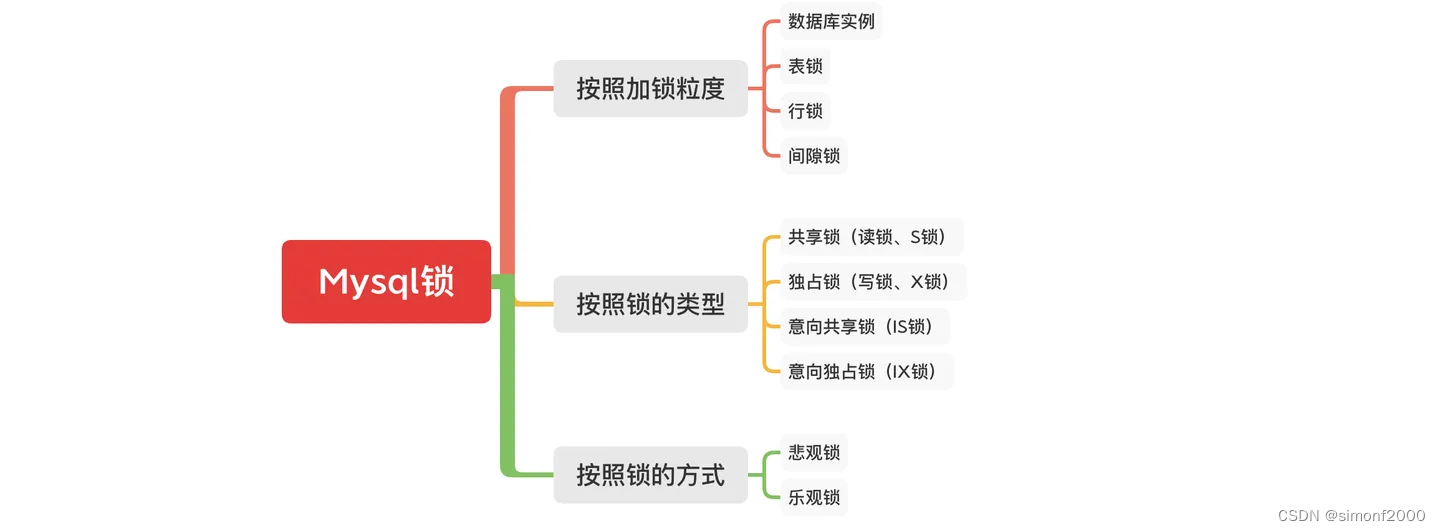 Mysql锁
按照加锁粒度
数据库实例
表锁
行锁
间隙锁
按照锁的类型
共享锁（读锁、S锁）
独占锁（写锁、X锁）
意向共享锁（IS锁）
意向独占锁（IX锁）
按照锁的方式
悲观锁
乐观锁
CSDN @simonf2000